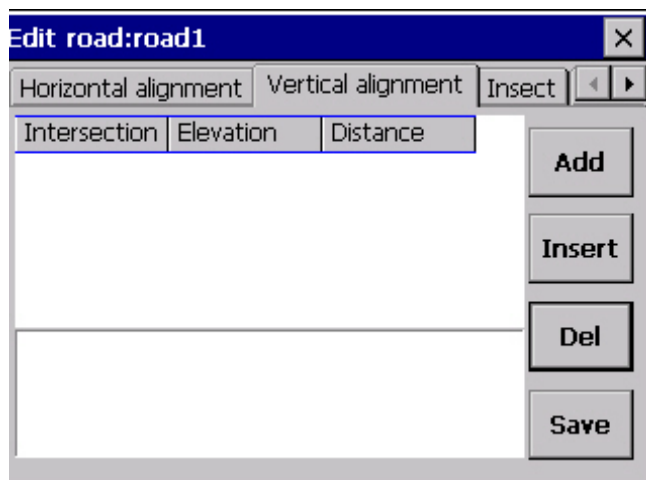 Edit road:road1
Horizontal alignment Vertical alignment Insect
Intersection Elevation Distance
Add
Insert
Del
Save